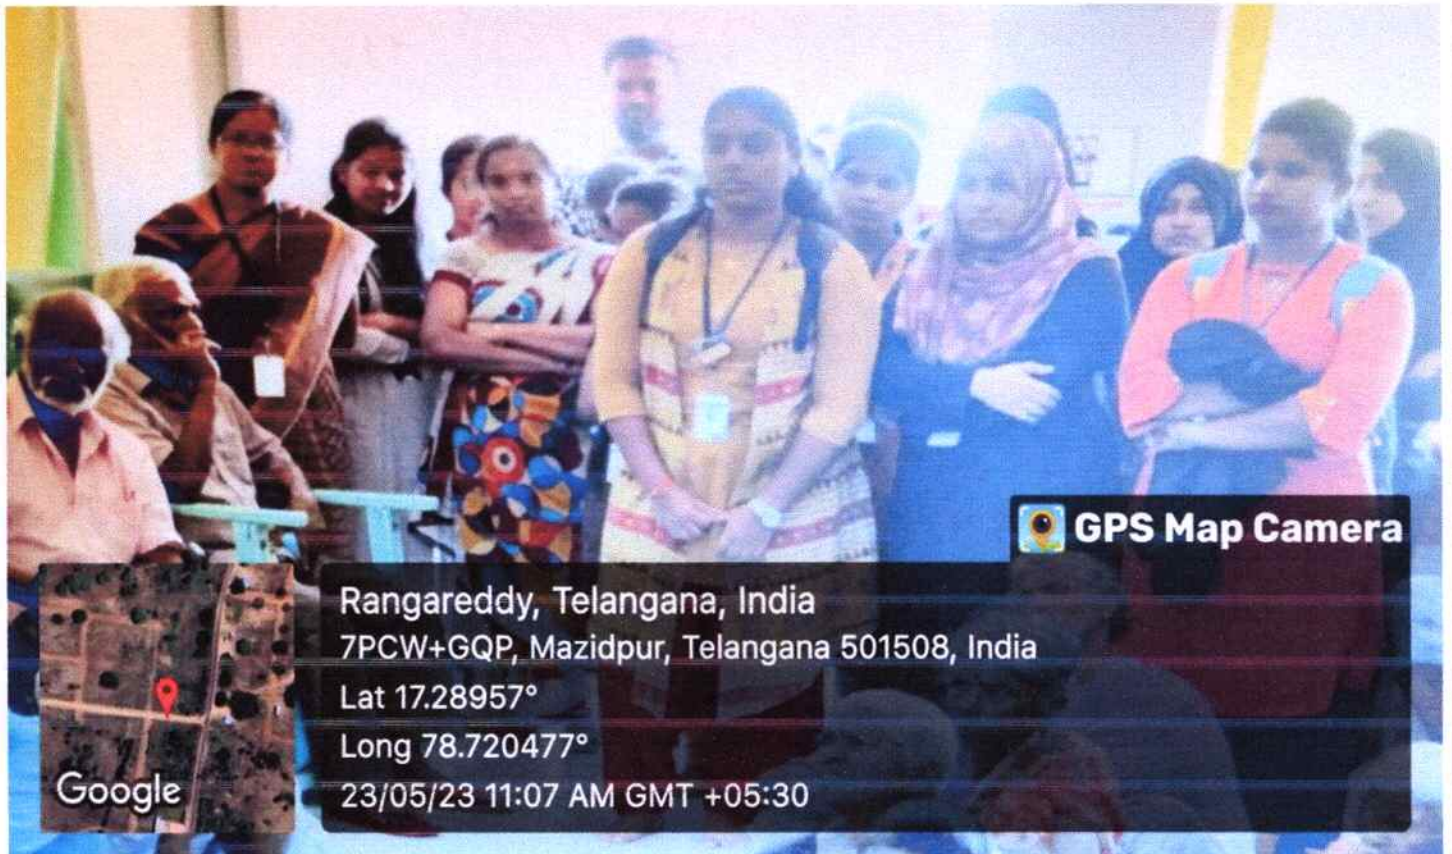 GPS Map Camera
Rangareddy, Telangana, India
7PCW+GQP, Mazidpur, Telangana 501508, India
Lat 17.28957°
Long 78.720477°
23/05/23 11:07 AM GMT +05:30
Google